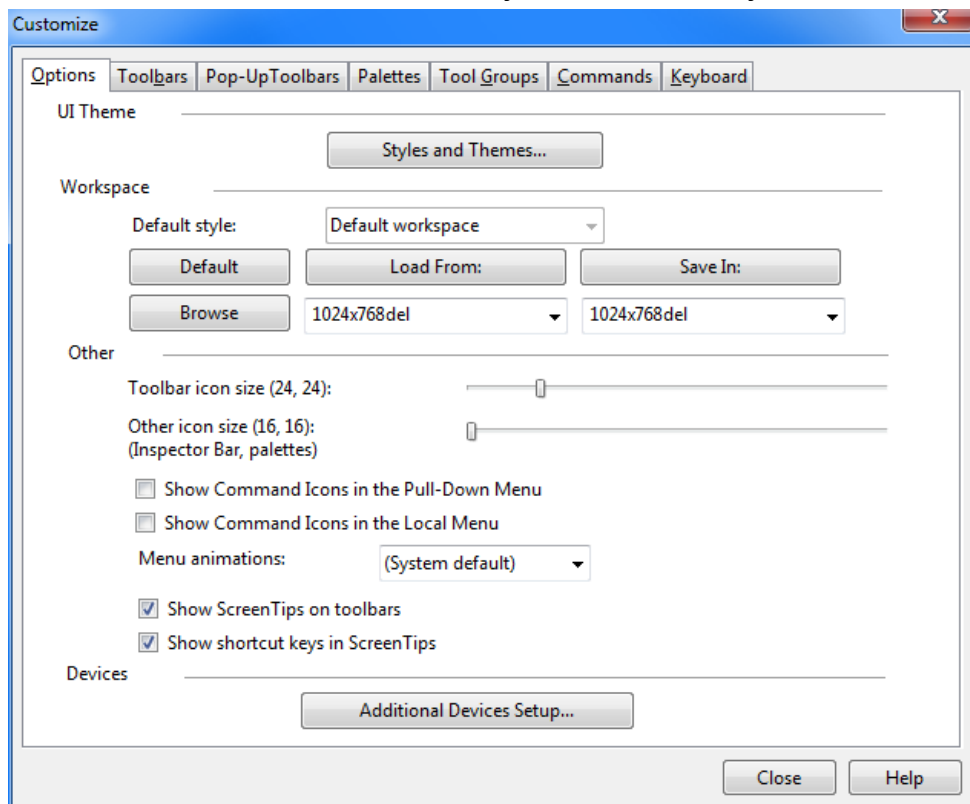 Customize
X
Options Toolbars Pop-UpToolbars Palettes Tool Groups Commands Keyboard
UI Theme
Styles and Themes...
Workspace
Default style: Default workspace
Default Load From: Save In:
Browse 1024x768del 1024x768del
Other
Toolbar icon size (24, 24):
Other icon size (16, 16):
(Inspector Bar, palettes)
Show Command Icons in the Pull-Down Menu
Show Command Icons in the Local Menu
Menu animations: (System default)
Show ScreenTips on toolbars
Show shortcut keys in ScreenTips
Devices
Additional Devices Setup...
Close Help